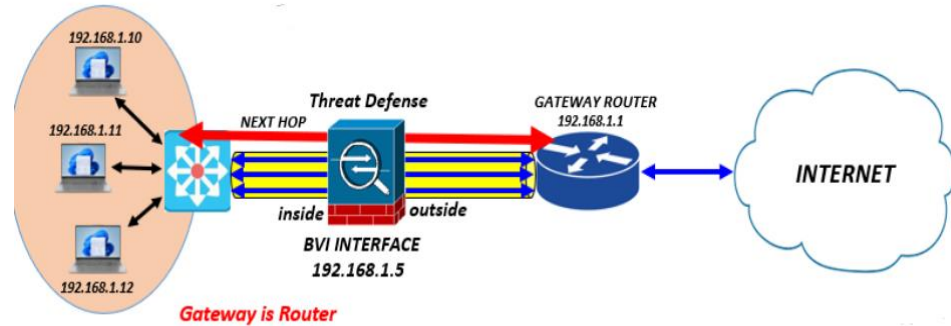 192.168.1.10
192.168.1.11
192.168.1.12
NEXT HOP
Threat Defense
inside
outside
BVI INTERFACE
192.168.1.5
GATEWAY ROUTER
192.168.1.1
INTERNET
Gateway is Router